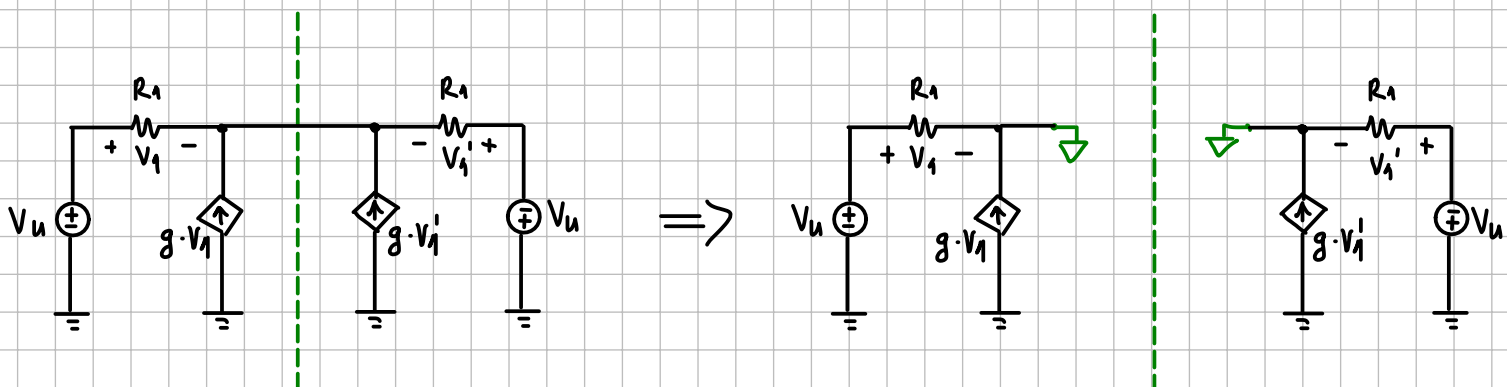 R1 R1 R1 R1
+ V1 - - V1' + + V1 - - V1' +
Vu + - g·V1 g·V1' - + Vu ⇒ Vu + - g·V1 g·V1' - + Vu